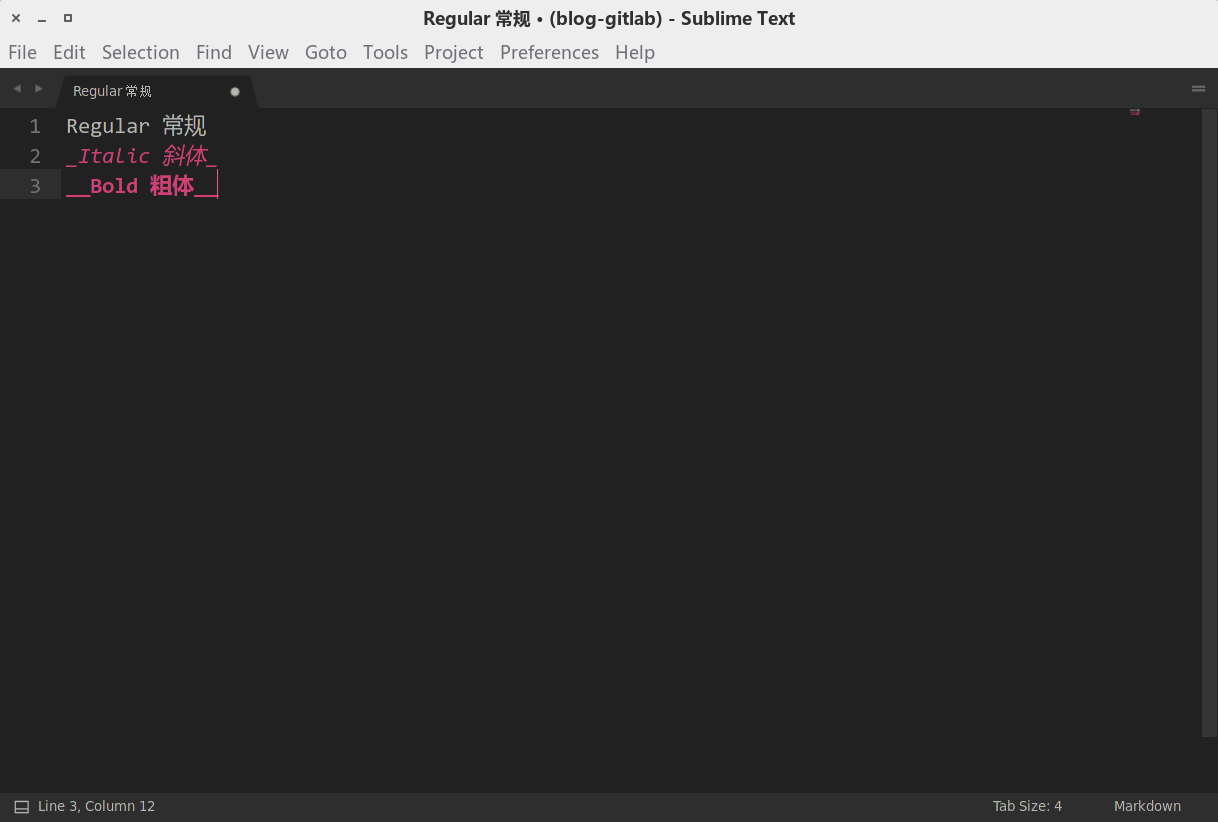 Regular 常规 • (blog-gitlab) - Sublime Text
File Edit Selection Find View Goto Tools Project Preferences Help
Regular 常规
1 Regular 常规
2 _Italic 斜体_
3 __Bold 粗体__
Line 3, Column 12 Tab Size: 4 Markdown